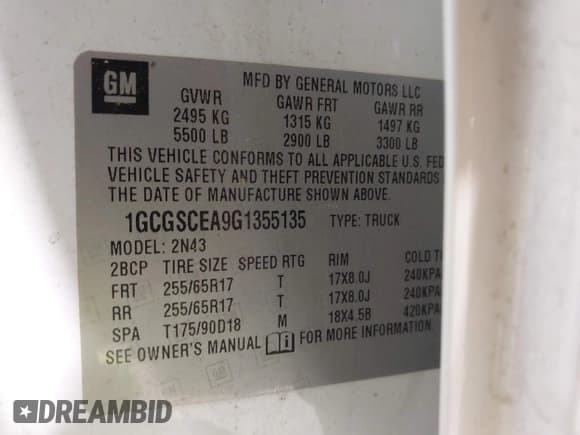 GM
MFD BY GENERAL MOTORS LLC
GVWR GAWR FRT GAWR RR
2495 KG 1315 KG 1497 KG
5500 LB 2900 LB 3300 LB
THIS VEHICLE CONFORMS TO ALL APPLICABLE U.S. FED
VEHICLE SAFETY AND THEFT PREVENTION STANDARDS
THE DATE OF MANUFACTURE SHOWN ABOVE.
1GCGSCEA9G1355135 TYPE: TRUCK
MODEL: 2N43
2BCP TIRE SIZE SPEED RTG RIM COLD T
FRT 255/65R17 T 17X8.0J 240KPA
RR 255/65R17 T 17X8.0J 240KPA
SPA T175/90D18 M 18X4.5B 420KPA
SEE OWNER'S MANUAL FOR MORE INFORMATION.
DREAMBID